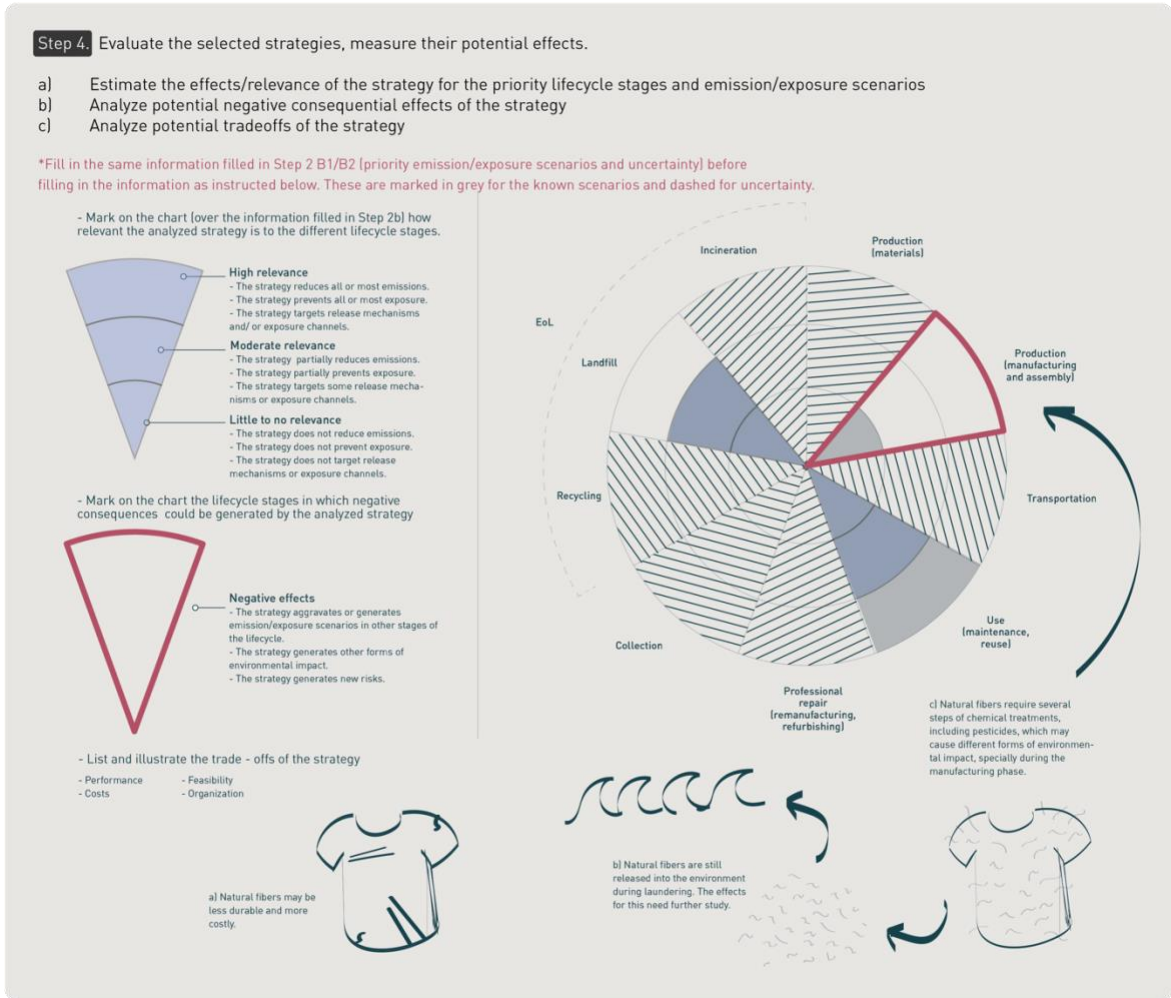 Step 4. Evaluate the selected strategies, measure their potential effects.
a) Estimate the effects/relevance of the strategy for the priority lifecycle stages and emission/exposure scenarios
b) Analyze potential negative consequential effects of the strategy
c) Analyze potential tradeoffs of the strategy
*Fill in the same information filled in Step 2 B1/B2 (priority emission/exposure scenarios and uncertainty) before
filling in the information as instructed below. These are marked in grey for the known scenarios and dashed for uncertainty.
- Mark on the chart (over the information filled in Step 2b) how
relevant the analyzed strategy is to the different lifecycle stages.
High relevance
- The strategy reduces all or most emissions.
- The strategy prevents all or most exposure.
- The strategy targets release mechanisms
and/ or exposure channels.
Moderate relevance
- The strategy partially reduces emissions.
- The strategy partially prevents exposure.
- The strategy targets some release mecha-
nisms or exposure channels.
Little to no relevance
- The strategy does not reduce emissions.
- The strategy does not prevent exposure.
- The strategy does not target release
mechanisms or exposure channels.
- Mark on the chart the lifecycle stages in which negative
consequences could be generated by the analyzed strategy
Negative effects
- The strategy aggravates or generates
emission/exposure scenarios in other stages of
the lifecycle.
- The strategy generates other forms of
environmental impact.
- The strategy generates new risks.
- List and illustrate the trade - offs of the strategy
- Performance
- Costs
- Feasibility
- Organization
a) Natural fibers may be
less durable and more
costly.
Incineration
Production
(materials)
EoL
Landfill
Production
(manufacturing
and assembly)
Recycling
Transportation
Collection
Use
(maintenance,
reuse)
Professional
repair
(remanufacturing,
refurbishing)
c) Natural fibers require several
steps of chemical treatments,
including pesticides, which may
cause different forms of environmen-
tal impact, specially during the
manufacturing phase.
b) Natural fibers are still
released into the environment
during laundering. The effects
for this need further study.